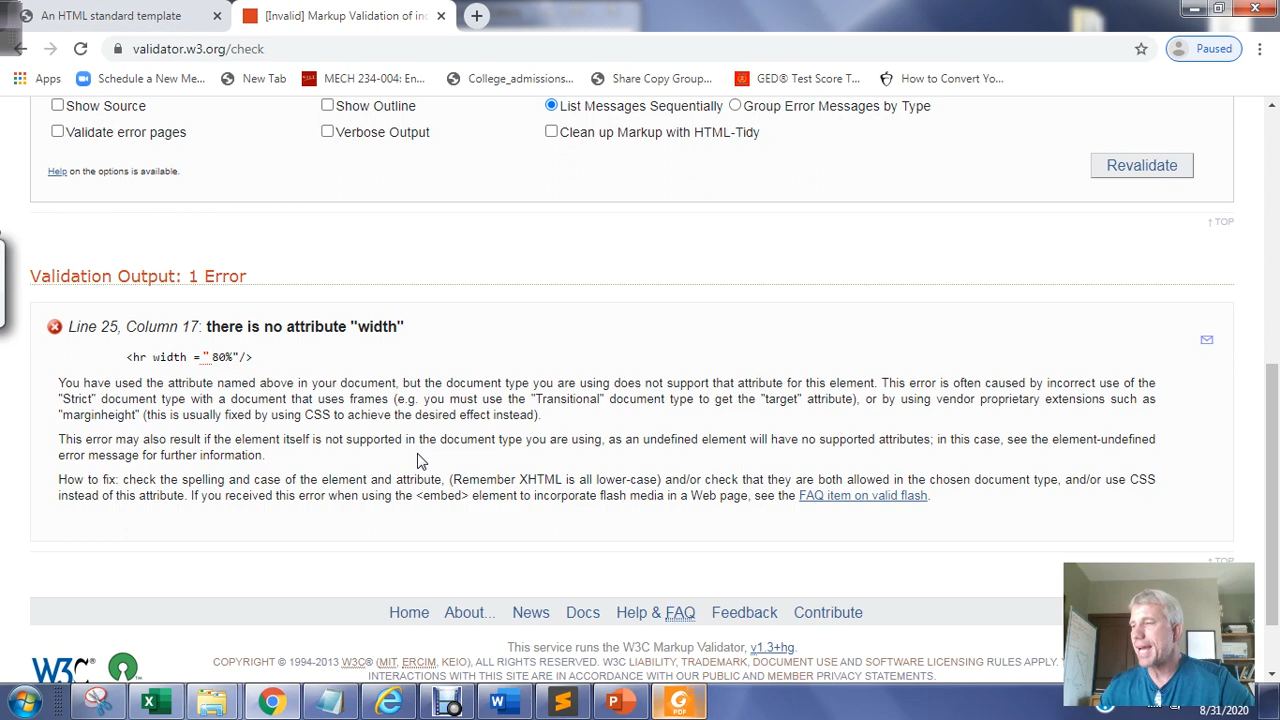 An HTML standard template
[Invalid] Markup Validation of inc
validator.w3.org/check
Paused
Apps
Schedule a New Me...
New Tab
MECH 234-004: En...
College_admissions...
Share Copy Group...
GED® Test Score T...
How to Convert Yo...
Show Source
Show Outline
List Messages Sequentially
Group Error Messages by Type
Validate error pages
Verbose Output
Clean up Markup with HTML-Tidy
Help on the options is available.
Revalidate
↑ TOP
Validation Output: 1 Error
Line 25, Column 17: there is no attribute "width"
<hr width ="80%"/>
You have used the attribute named above in your document, but the document type you are using does not support that attribute for this element. This error is often caused by incorrect use of the
"Strict" document type with a document that uses frames (e.g. you must use the "Transitional" document type to get the "target" attribute), or by using vendor proprietary extensions such as
"marginheight" (this is usually fixed by using CSS to achieve the desired effect instead).
This error may also result if the element itself is not supported in the document type you are using, as an undefined element will have no supported attributes; in this case, see the element-undefined
error message for further information.
How to fix: check the spelling and case of the element and attribute, (Remember XHTML is all lower-case) and/or check that they are both allowed in the chosen document type, and/or use CSS
instead of this attribute. If you received this error when using the <embed> element to incorporate flash media in a Web page, see the FAQ item on valid flash.
↑ TOP
Home About... News Docs Help & FAQ Feedback Contribute
This service runs the W3C Markup Validator, v1.3+hg.
W3C®
COPYRIGHT © 1994-2013 W3C® (MIT, ERCIM, KEIO), ALL RIGHTS RESERVED. W3C LIABILITY, TRADEMARK, DOCUMENT USE AND SOFTWARE LICENSING RULES APPLY.
INTERACTIONS WITH THIS SITE ARE IN ACCORDANCE WITH OUR PUBLIC AND MEMBER PRIVACY STATEMENTS.
PDF
8/31/2020